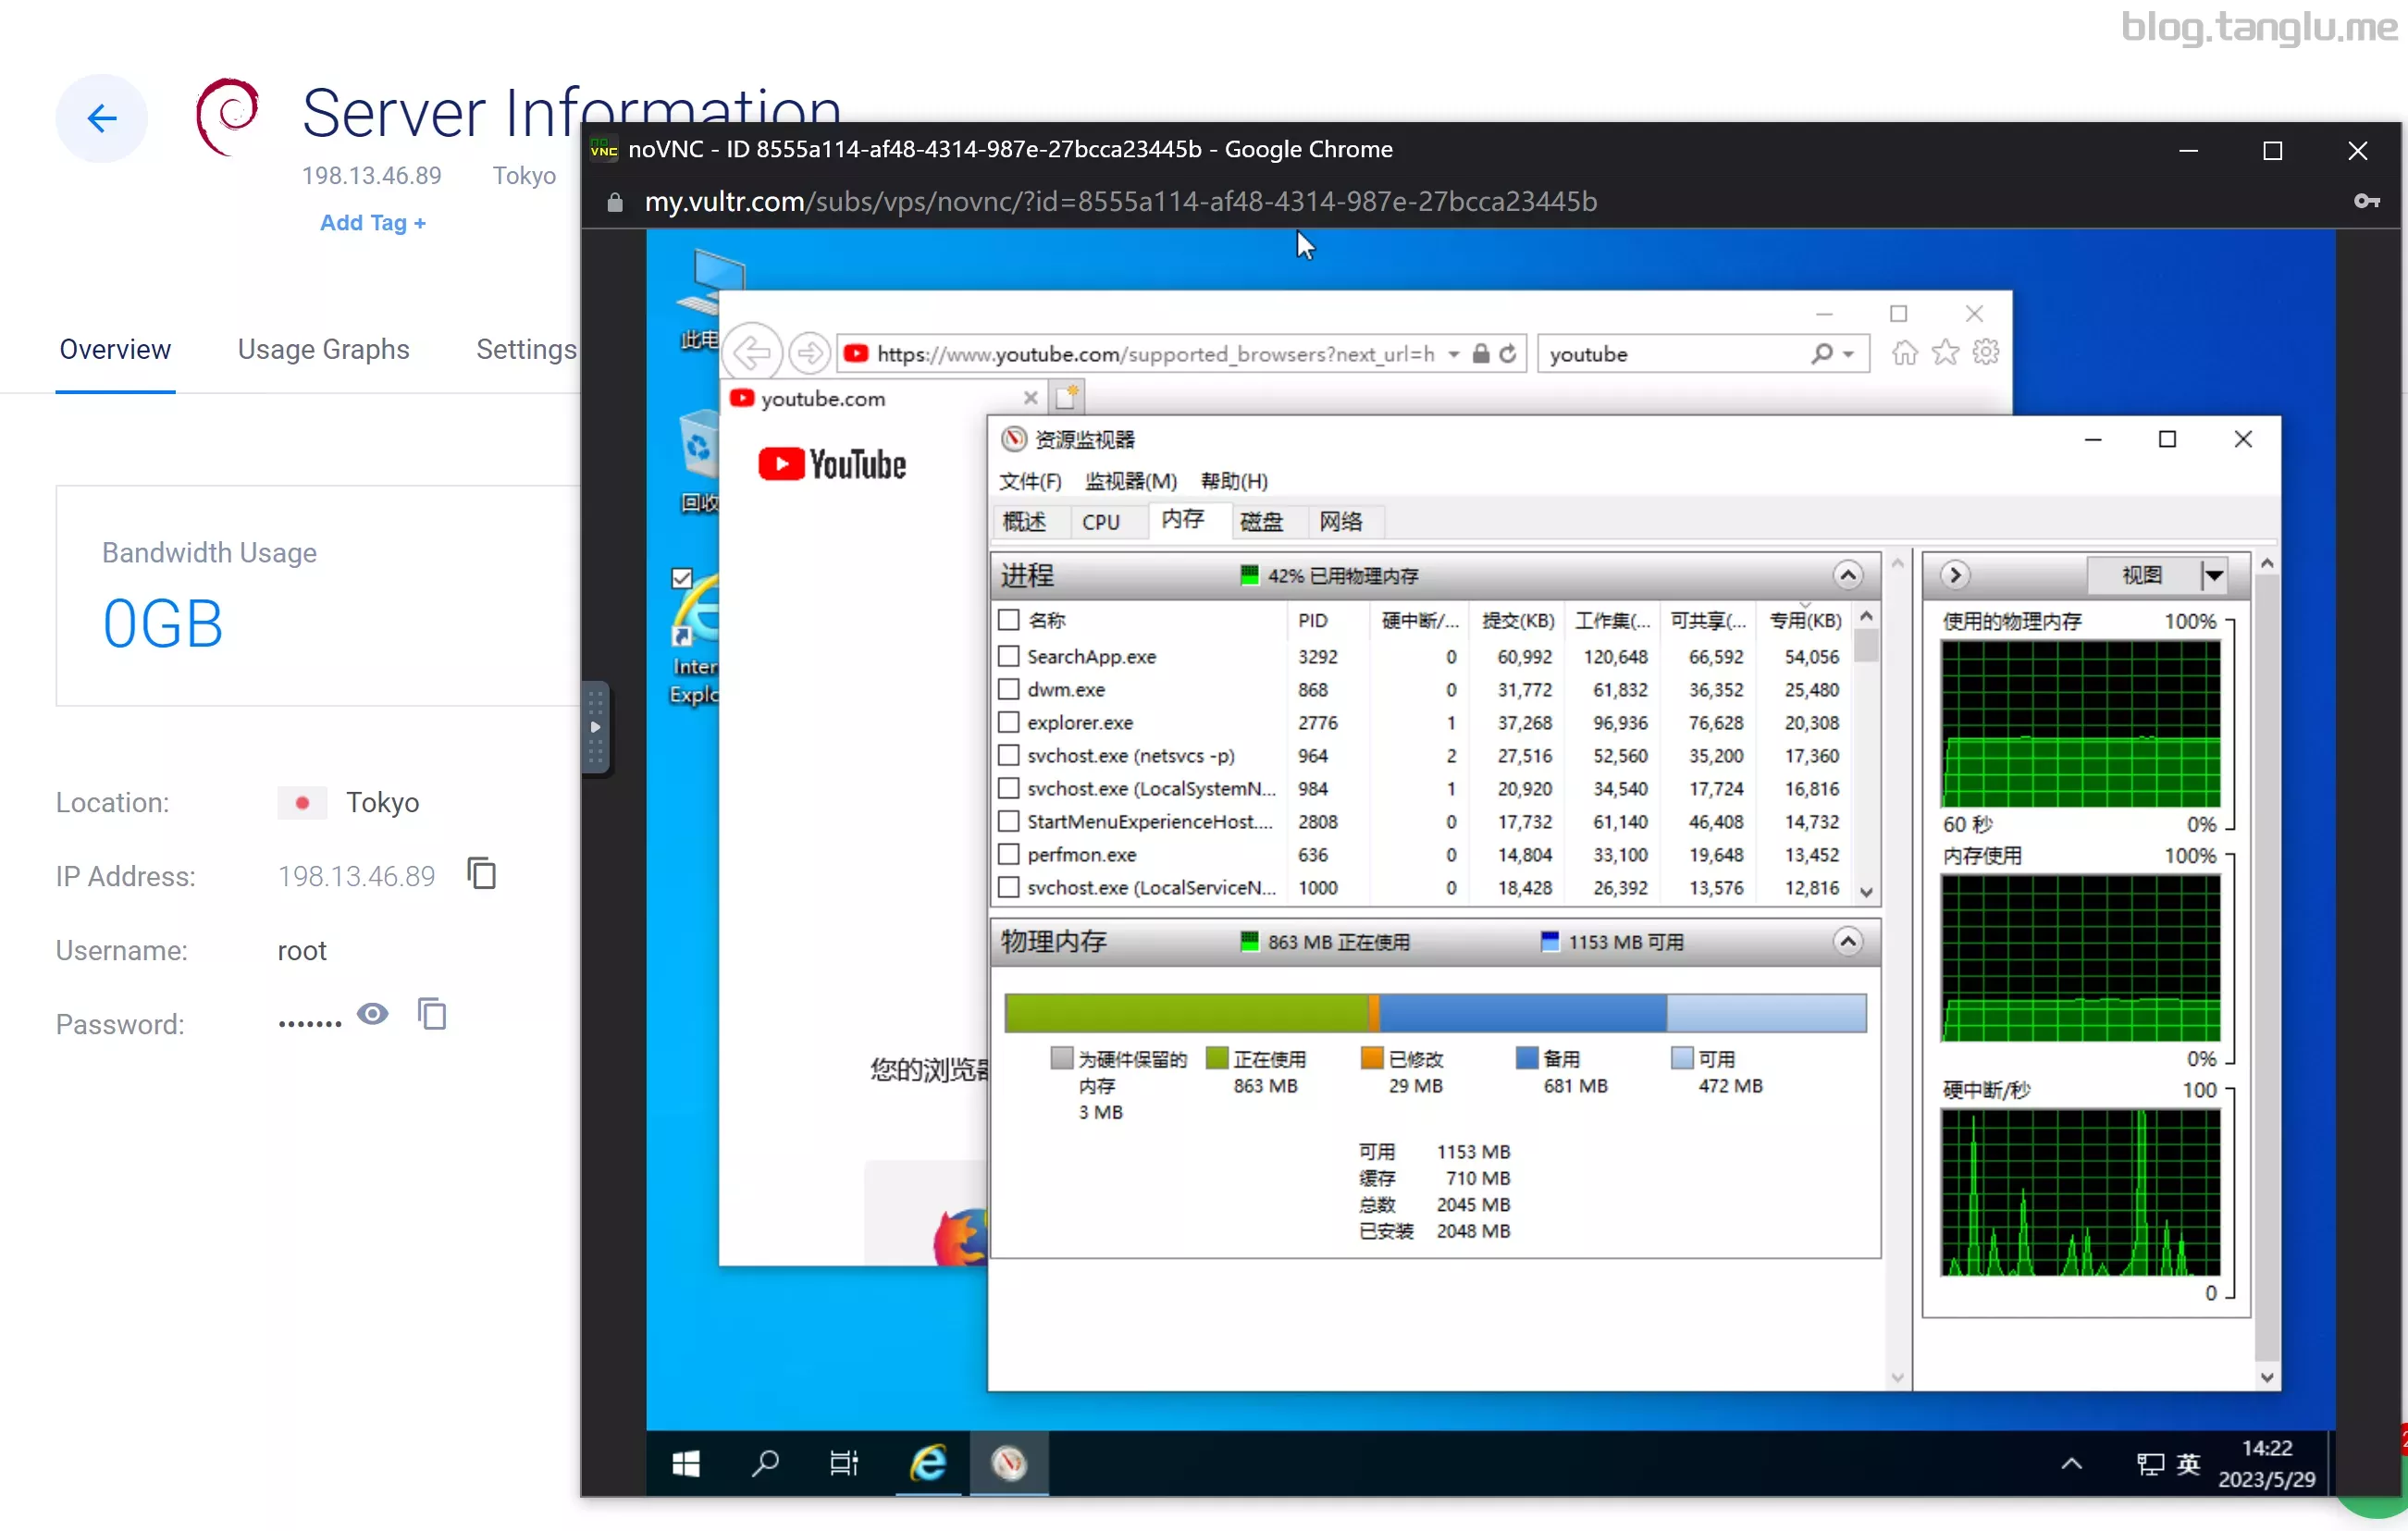 blog.tanglu.me
Server Information
198.13.46.89 Tokyo
Add Tag +
Overview Usage Graphs Settings
Bandwidth Usage
0GB
Location: Tokyo
IP Address: 198.13.46.89
Username: root
Password: •••••••
noVNC - ID 8555a114-af48-4314-987e-27bcca23445b - Google Chrome
my.vultr.com/subs/vps/novnc/?id=8555a114-af48-4314-987e-27bcca23445b
此电
回收
Inter
Explo
https://www.youtube.com/supported_browsers?next_url=h
youtube
youtube.com
YouTube
您的浏览器
资源监视器
文件(F) 监视器(M) 帮助(H)
概述 CPU 内存 磁盘 网络
进程 42% 已用物理内存
名称 PID 硬中断/... 提交(KB) 工作集(... 可共享(... 专用(KB)
SearchApp.exe 3292 0 60,992 120,648 66,592 54,056
dwm.exe 868 0 31,772 61,832 36,352 25,480
explorer.exe 2776 1 37,268 96,936 76,628 20,308
svchost.exe (netsvcs -p) 964 2 27,516 52,560 35,200 17,360
svchost.exe (LocalSystemN... 984 1 20,920 34,540 17,724 16,816
StartMenuExperienceHost.... 2808 0 17,732 61,140 46,408 14,732
perfmon.exe 636 0 14,804 33,100 19,648 13,452
svchost.exe (LocalServiceN... 1000 0 18,428 26,392 13,576 12,816
物理内存 863 MB 正在使用 1153 MB 可用
为硬件保留的 正在使用 已修改 备用 可用
内存 863 MB 29 MB 681 MB 472 MB
3 MB
可用 1153 MB
缓存 710 MB
总数 2045 MB
已安装 2048 MB
视图
使用的物理内存 100%
60 秒 0%
内存使用 100%
0%
硬中断/秒 100
0
英
14:22
2023/5/29